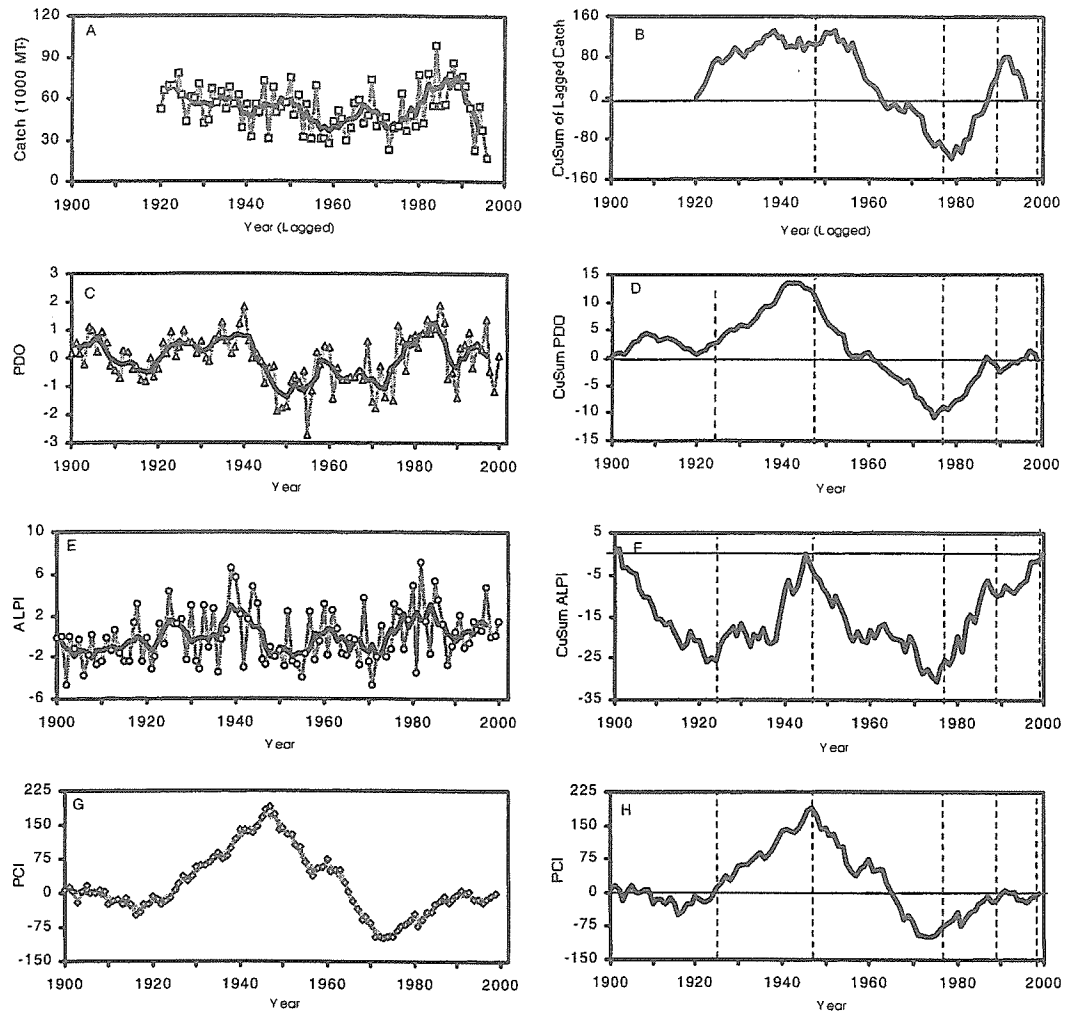 A
Catch (1000 MT)
120
90
60
30
0
1900 1920 1940 1960 1980 2000
Year (Lagged)
B
CuSum of Lagged Catch
160
80
0
-80
-160
1900 1920 1940 1960 1980 2000
Year (Lagged)
C
PDO
3
2
1
0
-1
-2
-3
1900 1920 1940 1960 1980 2000
Year
D
CuSum PDO
15
10
5
0
-5
-10
-15
1900 1920 1940 1960 1980 2000
Year
E
ALPI
10
6
2
-2
-6
1900 1920 1940 1960 1980 2000
Year
F
CuSum ALPI
5
-5
-15
-25
-35
1900 1920 1940 1960 1980 2000
Year
G
PCI
225
150
75
0
-75
-150
1900 1920 1940 1960 1980 2000
Year
H
PCI
225
150
75
0
-75
-150
1900 1920 1940 1960 1980 2000
Year